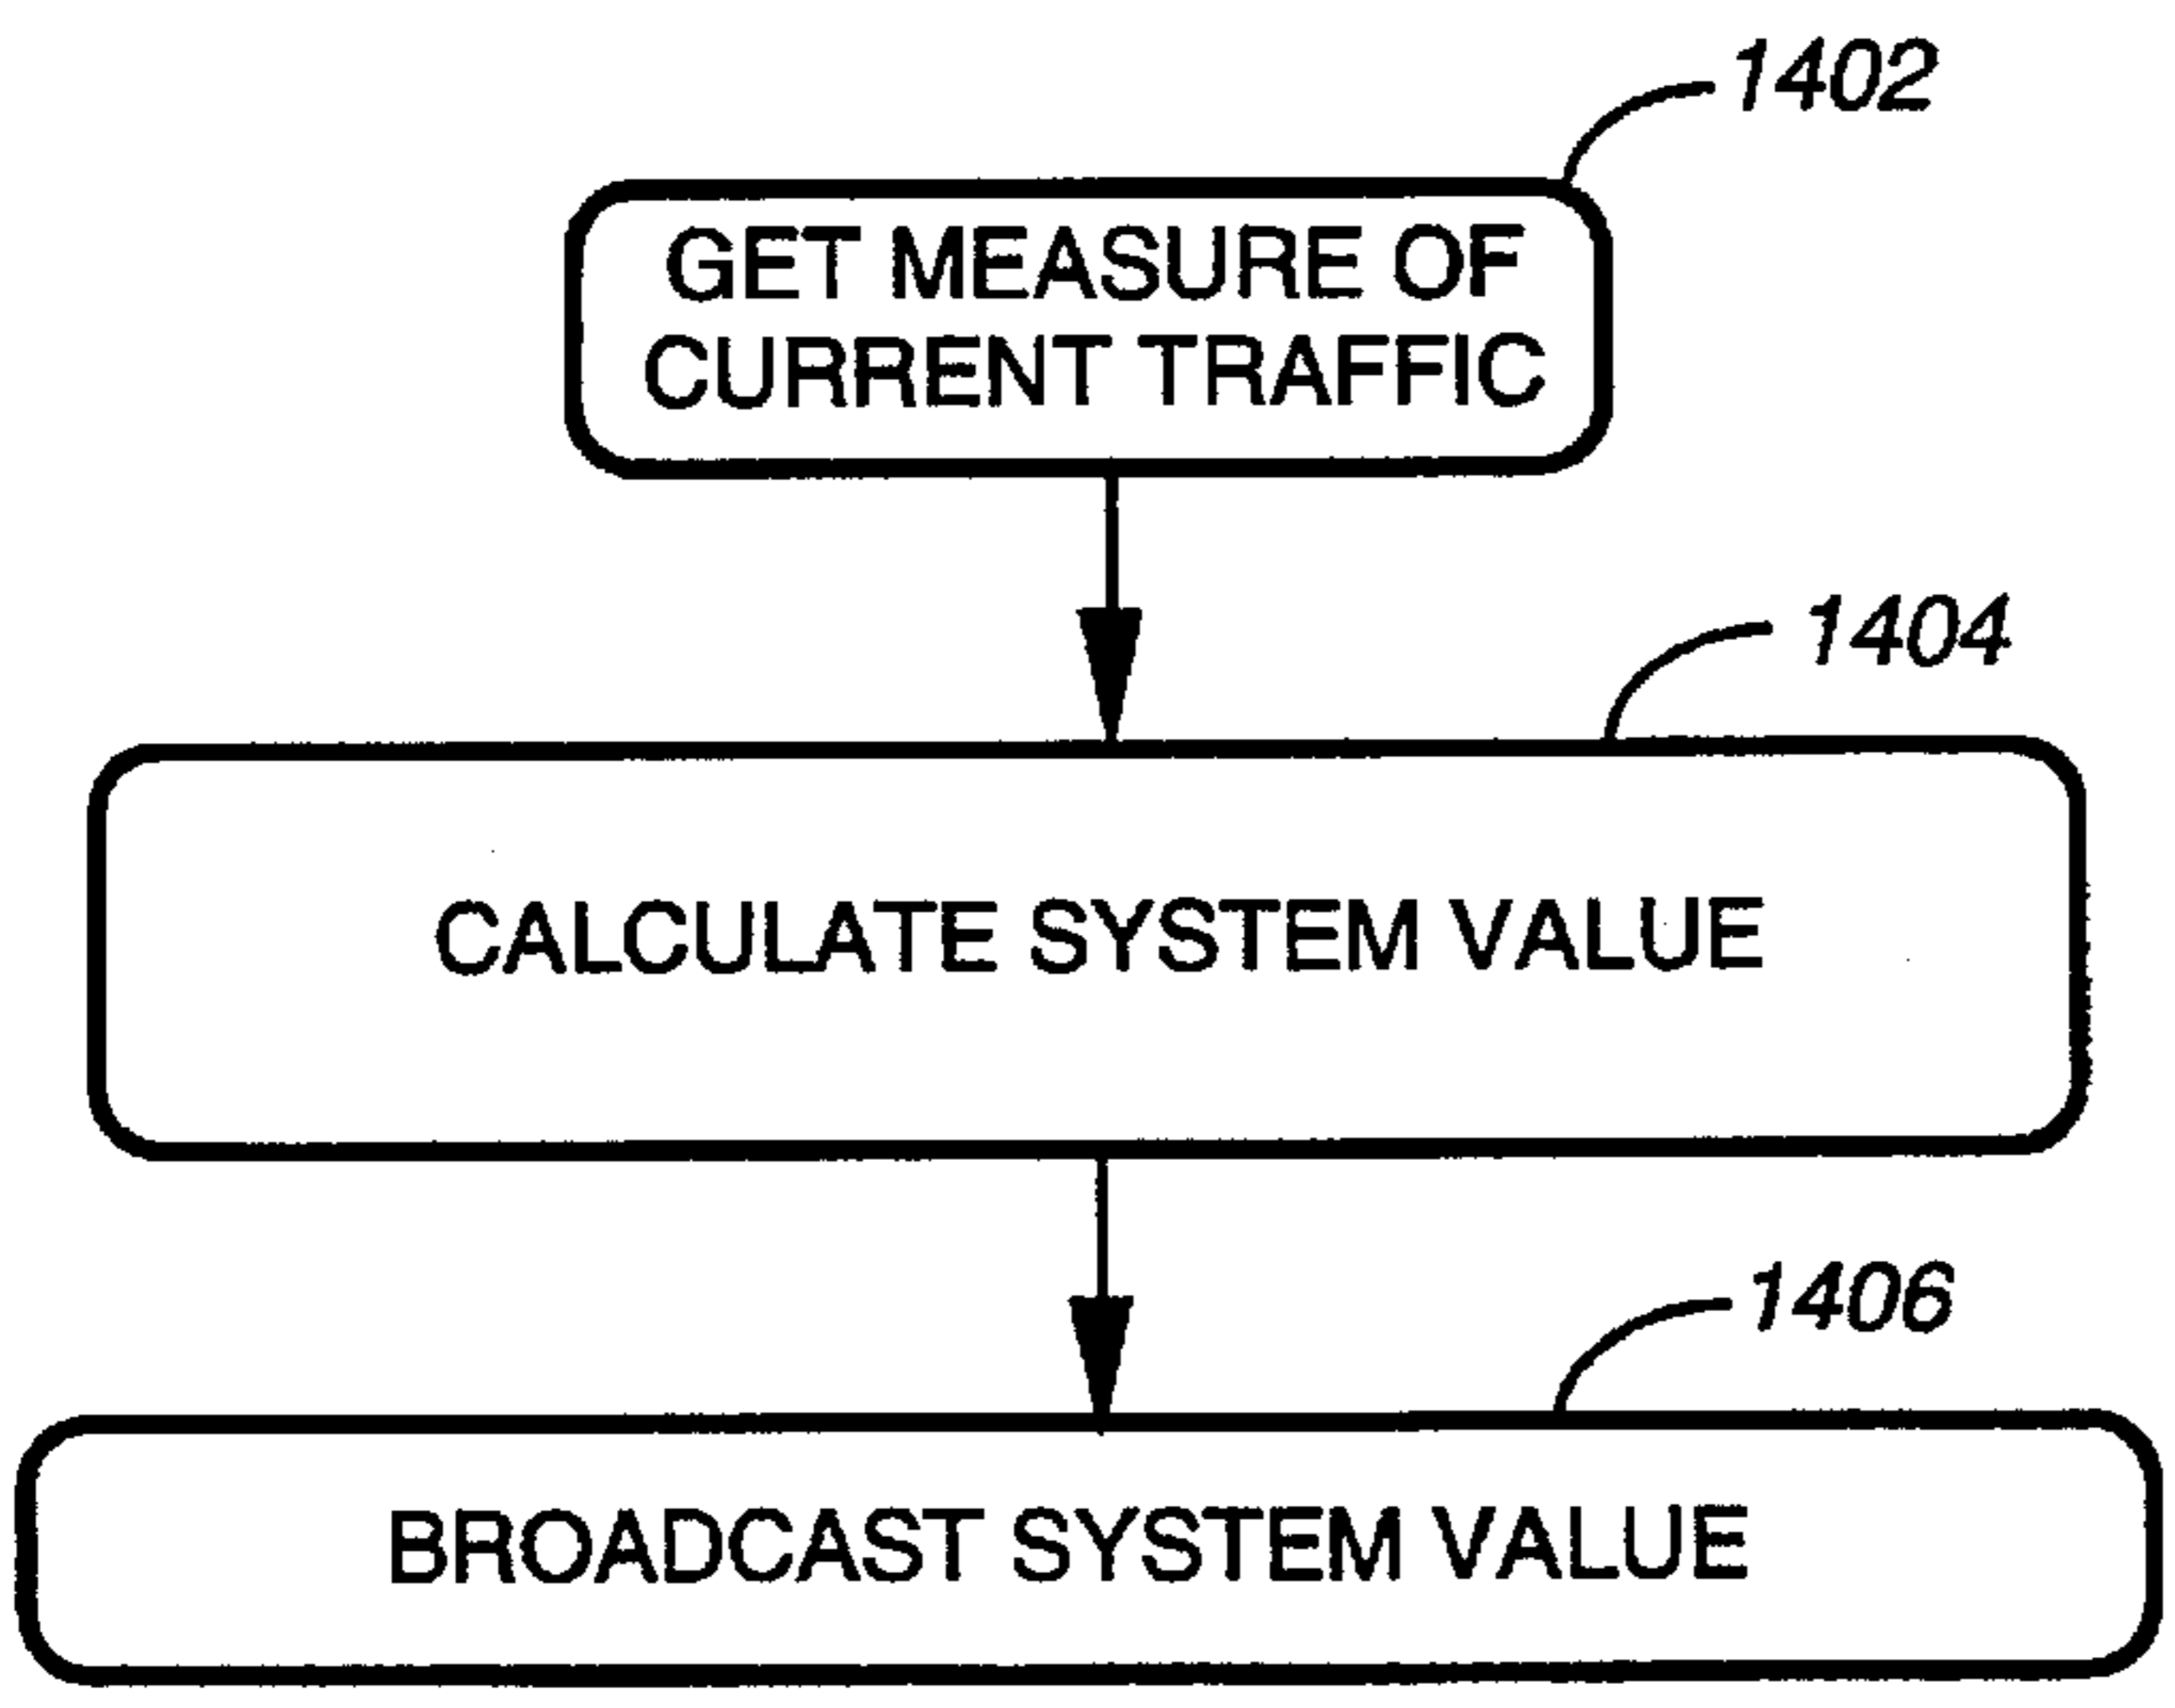 1402
GET MEASURE OF
CURRENT TRAFFIC
1404
CALCULATE SYSTEM VALUE
1406
BROADCAST SYSTEM VALUE